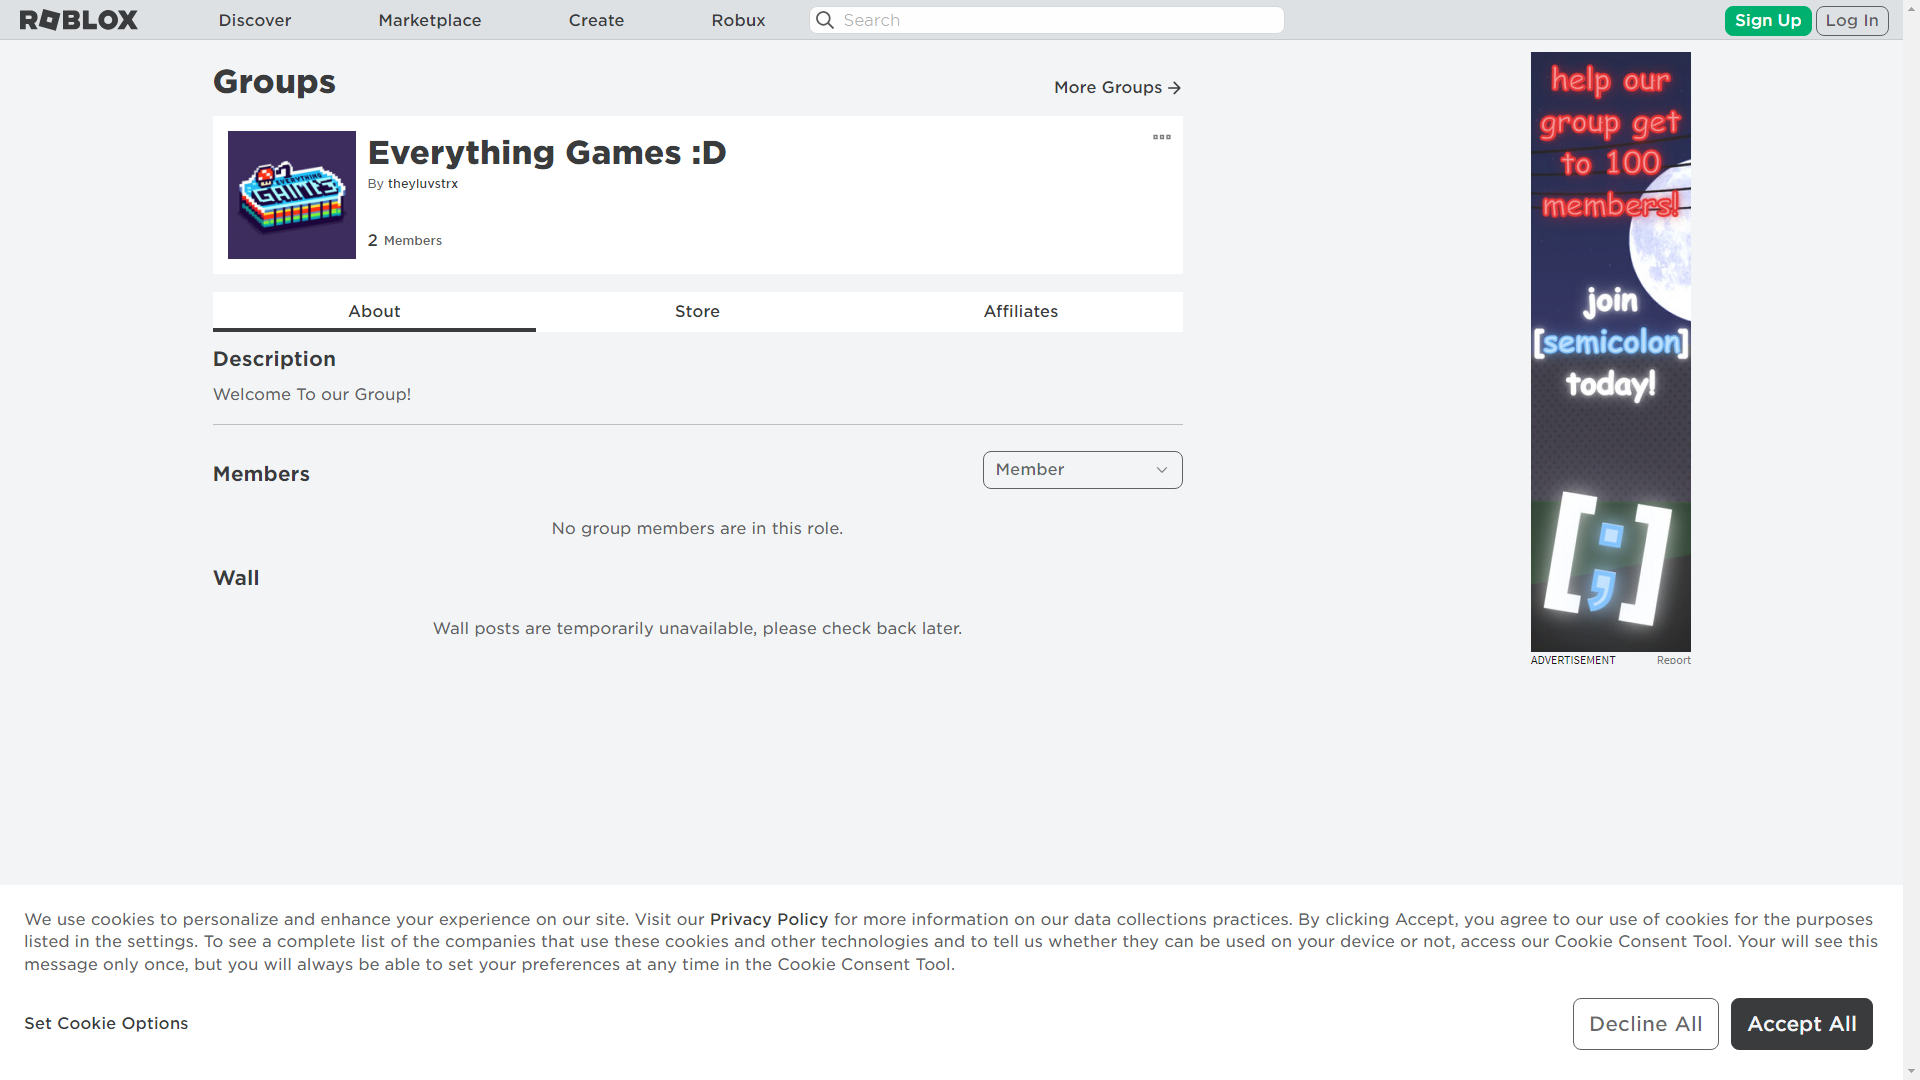 ROBLOX
Discover
Marketplace
Create
Robux
Search
Sign Up
Log In
Groups
More Groups
EVERYTHING
GAMES
Everything Games :D
By theyluvstrx
2 Members
About
Store
Affiliates
Description
Welcome To our Group!
Members
Member
No group members are in this role.
Wall
Wall posts are temporarily unavailable, please check back later.
help our
group get
to 100
members!
join
[semicolon]
today!
[;]
ADVERTISEMENT
Report
We use cookies to personalize and enhance your experience on our site. Visit our Privacy Policy for more information on our data collections practices. By clicking Accept, you agree to our use of cookies for the purposes
listed in the settings. To see a complete list of the companies that use these cookies and other technologies and to tell us whether they can be used on your device or not, access our Cookie Consent Tool. Your will see this
message only once, but you will always be able to set your preferences at any time in the Cookie Consent Tool.
Set Cookie Options
Decline All
Accept All